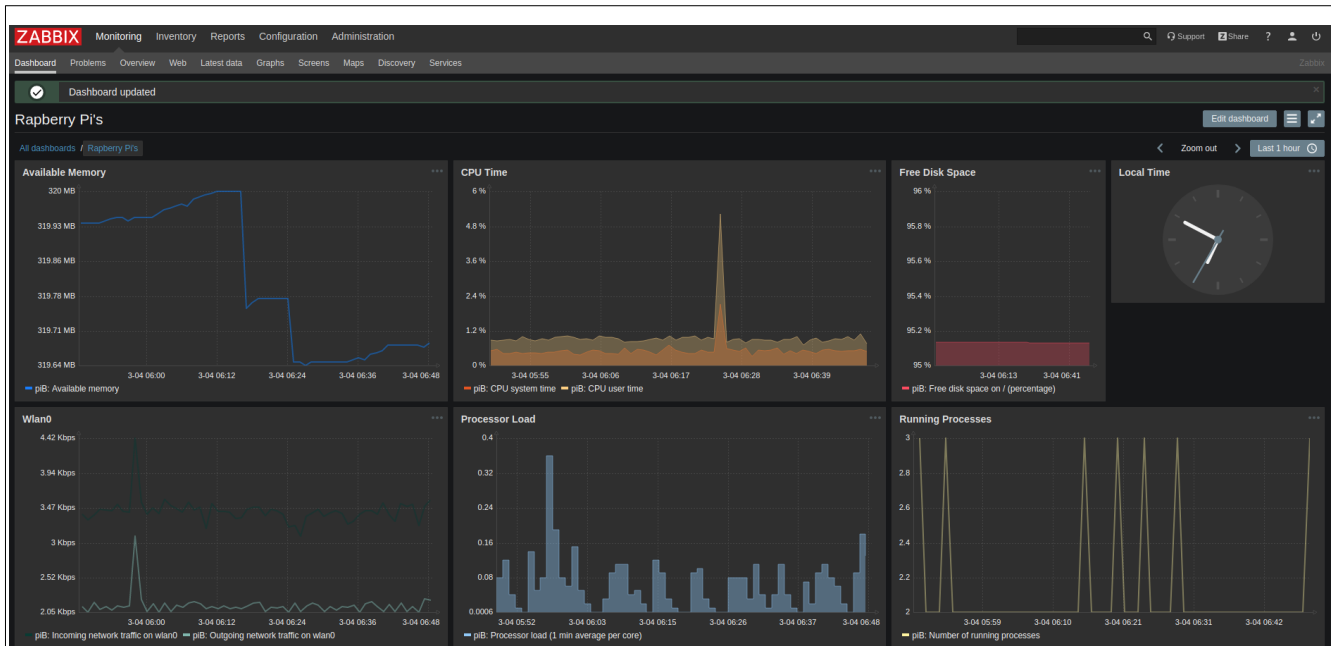 ZABBIX Monitoring Inventory Reports Configuration Administration Support Z Share ?
Dashboard Problems Overview Web Latest data Graphs Screens Maps Discovery Services Zabbix
Dashboard updated
Rapberry Pi's Edit dashboard
All dashboards / Rapberry Pi's Zoom out Last 1 hour
Available Memory
320 MB
319.93 MB
319.86 MB
319.78 MB
319.71 MB
319.64 MB
3-04 06:00 3-04 06:12 3-04 06:24 3-04 06:36 3-04 06:48
piB: Available memory
CPU Time
6 %
4.8 %
3.6 %
2.4 %
1.2 %
0 %
3-04 05:55 3-04 06:06 3-04 06:17 3-04 06:28 3-04 06:39
piB: CPU system time piB: CPU user time
Free Disk Space
96 %
95.8 %
95.6 %
95.4 %
95.2 %
95 %
3-04 06:13 3-04 06:41
piB: Free disk space on / (percentage)
Local Time
Wlan0
4.42 Kbps
3.94 Kbps
3.47 Kbps
3 Kbps
2.52 Kbps
2.05 Kbps
3-04 06:00 3-04 06:12 3-04 06:24 3-04 06:36 3-04 06:48
piB: Incoming network traffic on wlan0 piB: Outgoing network traffic on wlan0
Processor Load
0.4
0.32
0.24
0.16
0.08
0.0006
3-04 05:52 3-04 06:03 3-04 06:15 3-04 06:26 3-04 06:37 3-04 06:48
piB: Processor load (1 min average per core)
Running Processes
3
2.8
2.6
2.4
2.2
2
3-04 05:59 3-04 06:10 3-04 06:21 3-04 06:31 3-04 06:42
piB: Number of running processes